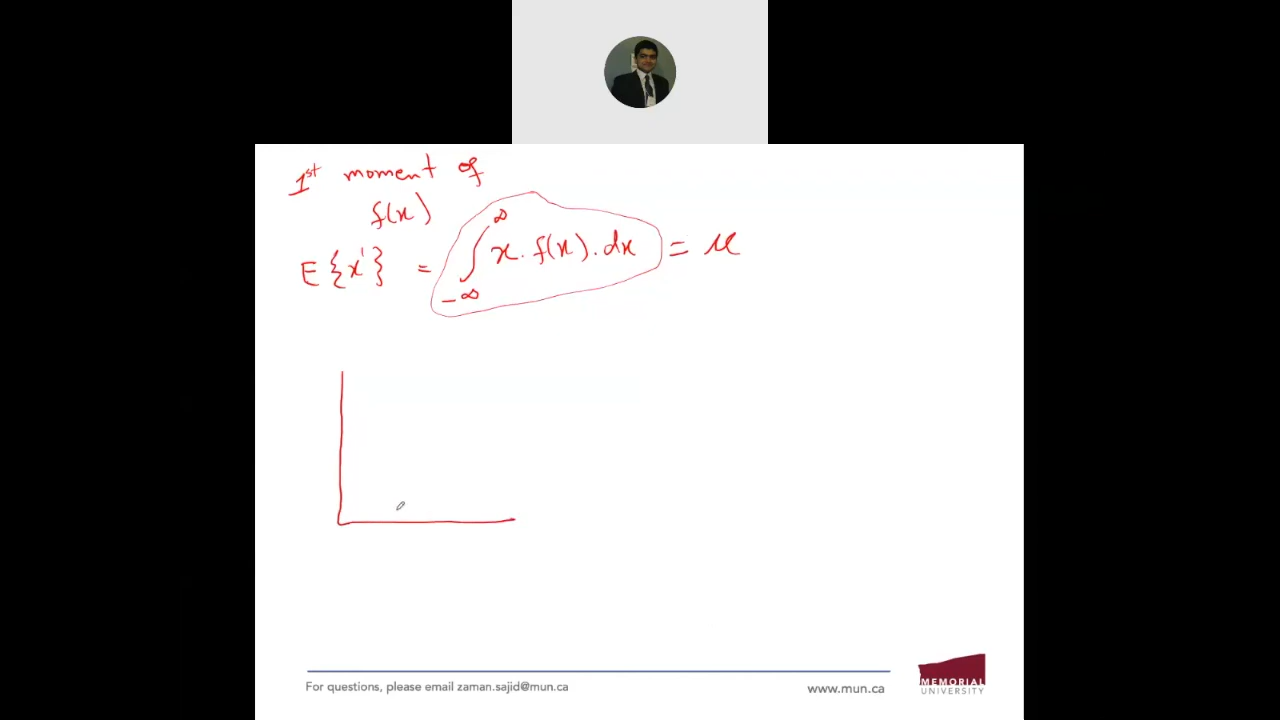 1st moment of
f(x)
E{x¹} = ∫_{-∞}^{∞} x. f(x). dx = μ
For questions, please email zaman.sajid@mun.ca
www.mun.ca
MEMORIAL
UNIVERSITY